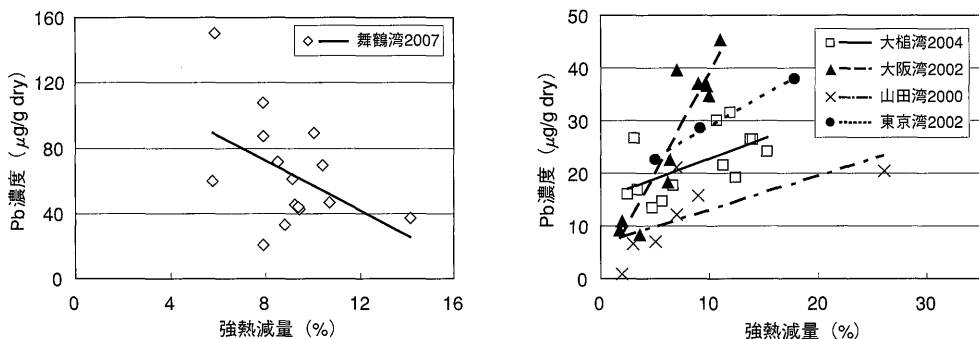 160
120
80
40
0
Pb濃度（μg/g dry）
0 4 8 12 16
強熱減量（%）
舞鶴湾2007
50
40
30
20
10
0
Pb濃度（μg/g dry）
0 10 20 30
強熱減量（%）
大槌湾2004
大阪湾2002
山田湾2000
東京湾2002